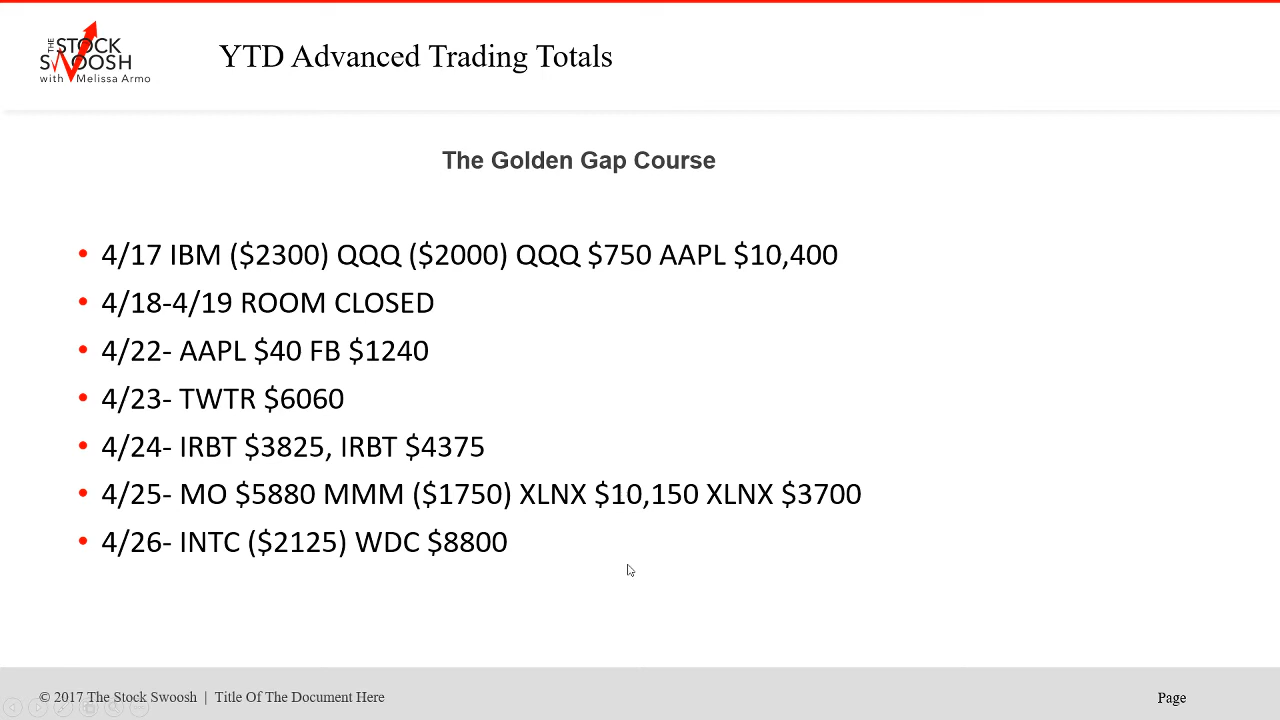 THE STOCK
SWOOSH
with Melissa Armo
YTD Advanced Trading Totals
The Golden Gap Course
• 4/17 IBM ($2300) QQQ ($2000) QQQ $750 AAPL $10,400
• 4/18-4/19 ROOM CLOSED
• 4/22- AAPL $40 FB $1240
• 4/23- TWTR $6060
• 4/24- IRBT $3825, IRBT $4375
• 4/25- MO $5880 MMM ($1750) XLNX $10,150 XLNX $3700
• 4/26- INTC ($2125) WDC $8800
© 2017 The Stock Swoosh | Title Of The Document Here
Page